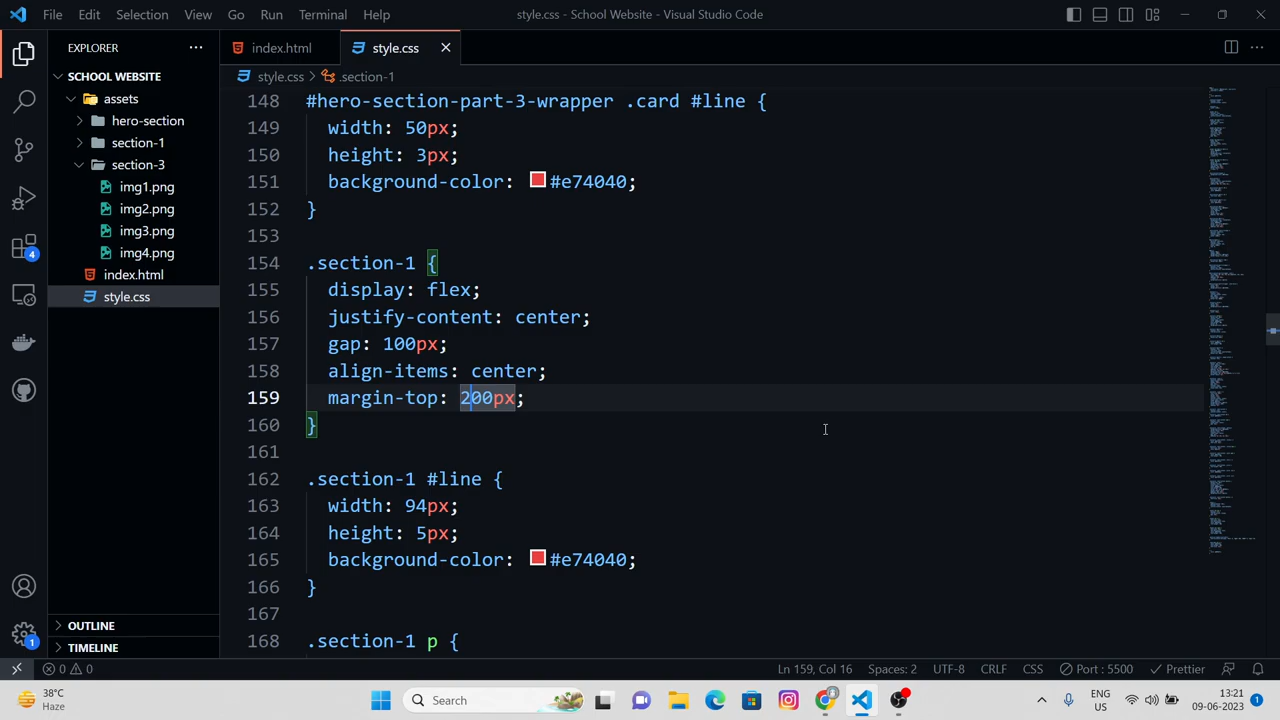 File Edit Selection View Go Run Terminal Help
style.css - School Website - Visual Studio Code
EXPLORER
SCHOOL WEBSITE
assets
hero-section
section-1
section-3
img1.png
img2.png
img3.png
img4.png
index.html
style.css
OUTLINE
TIMELINE
index.html style.css
style.css > .section-1
148 #hero-section-part-3-wrapper .card #line {
149 width: 50px;
150 height: 3px;
151 background-color: #e74040;
152 }
153
154 .section-1 {
155 display: flex;
156 justify-content: center;
157 gap: 100px;
158 align-items: center;
159 margin-top: 200px;
160 }
161
162 .section-1 #line {
163 width: 94px;
164 height: 5px;
165 background-color: #e74040;
166 }
167
168 .section-1 p {
4
1
0 0 Ln 159, Col 16 Spaces: 2 UTF-8 CRLF CSS Port : 5500 Prettier
38°C
Haze
Search
ENG
US
13:21
09-06-2023
1